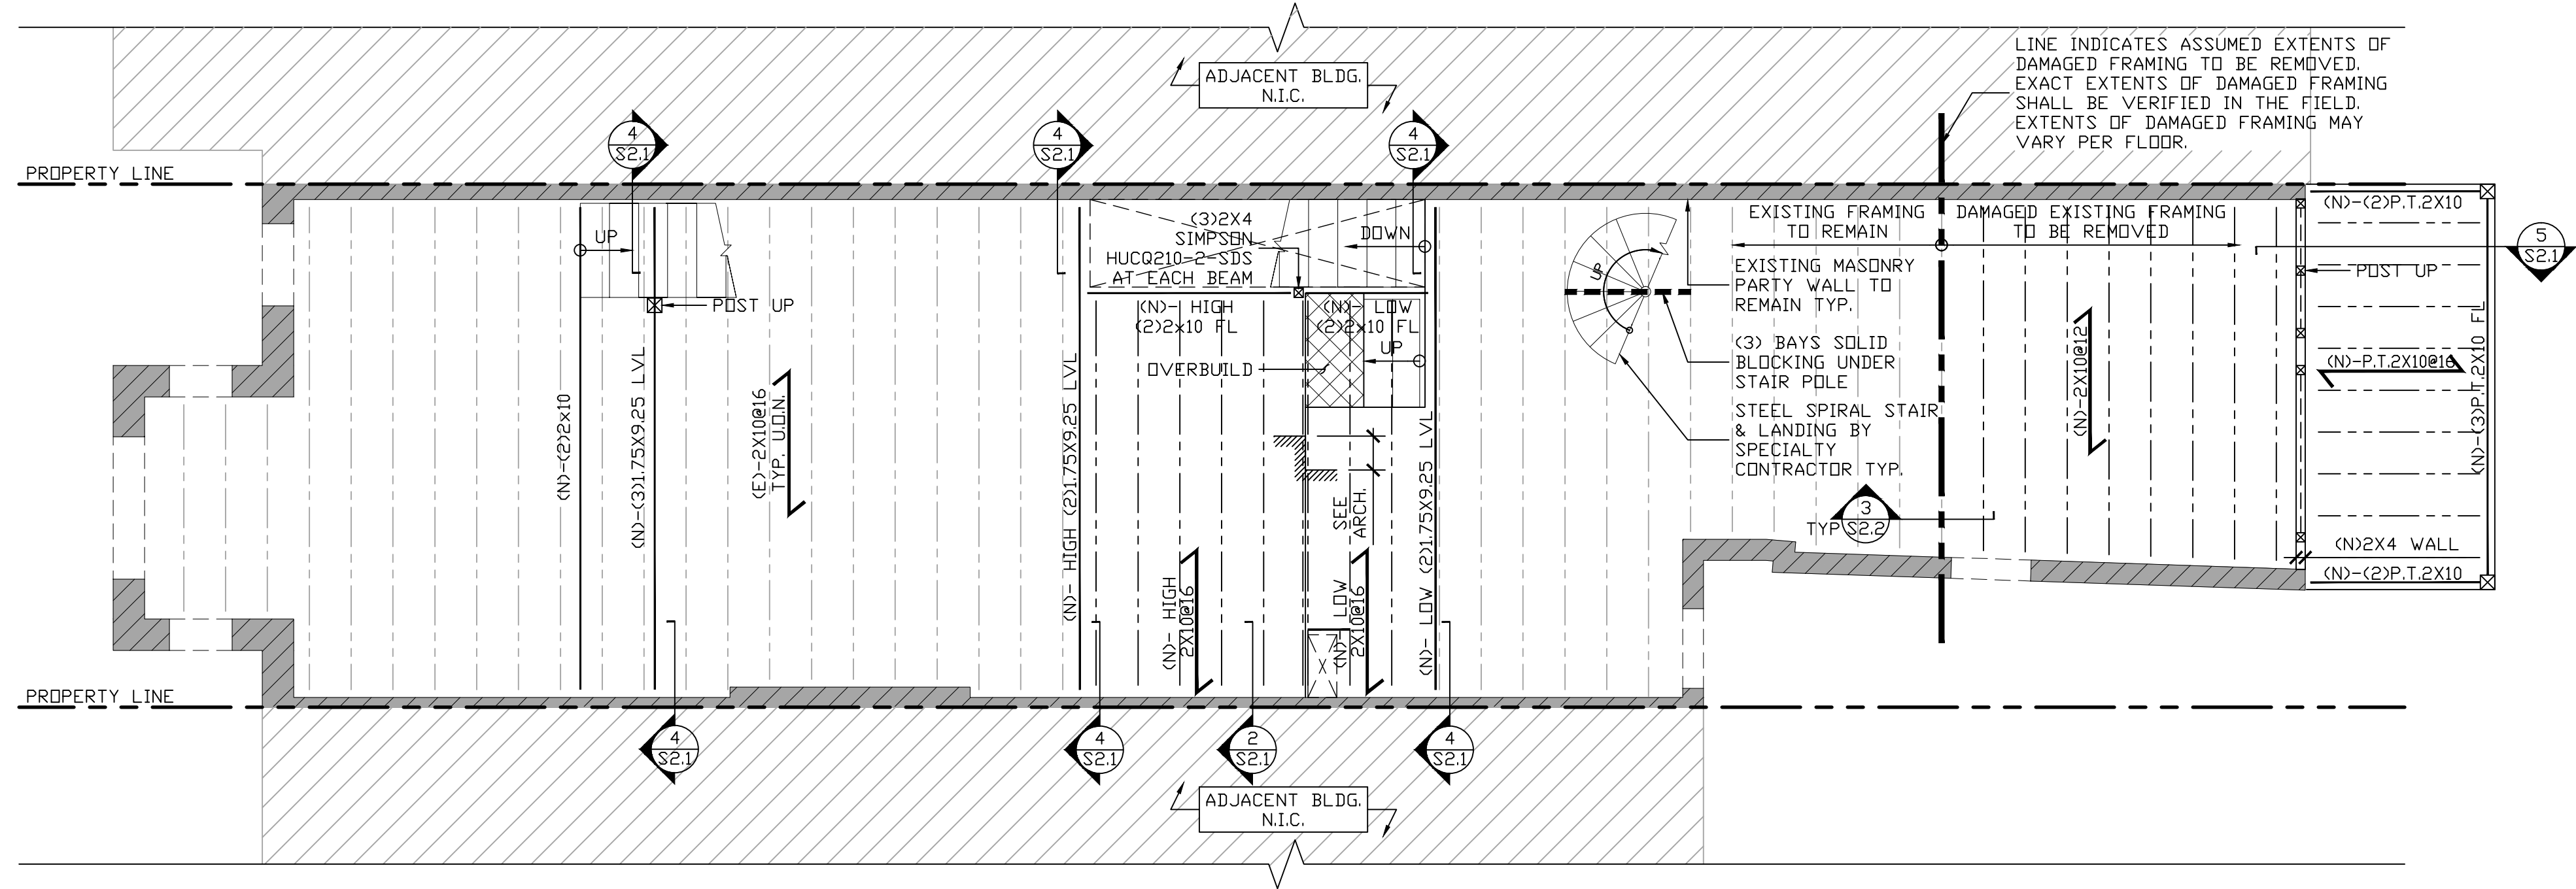 LINE INDICATES ASSUMED EXTENTS OF
DAMAGED FRAMING TO BE REMOVED.
EXACT EXTENTS OF DAMAGED FRAMING
SHALL BE VERIFIED IN THE FIELD.
EXTENTS OF DAMAGED FRAMING MAY
VARY PER FLOOR.
ADJACENT BLDG.
N.I.C.
4
S2.1
4
S2.1
4
S2.1
PROPERTY LINE
UP
POST UP
(N)-(2)2x10
(N)-(3)1.75X9.25 LVL
(E)-2X10@16
TYP. U.O.N.
(3)2X4
SIMPSON
HUCQ210-2-SDS
AT EACH BEAM
DOWN
(N)- HIGH
(2)2x10 FL
(N)- LOW
(2)2x10 FL
UP
OVERBUILD
(N)- HIGH (2)1.75X9.25 LVL
(N)- HIGH
2X10@16
SEE
ARCH.
(N)- LOW
2X10@16
(N)- LOW (2)1.75X9.25 LVL
UP
EXISTING FRAMING
TO REMAIN
DAMAGED EXISTING FRAMING
TO BE REMOVED
EXISTING MASONRY
PARTY WALL TO
REMAIN TYP.
(3) BAYS SOLID
BLOCKING UNDER
STAIR POLE
STEEL SPIRAL STAIR
& LANDING BY
SPECIALTY
CONTRACTOR TYP.
3
S2.2
TYP
(N)-2X10@12
(N)-(2)P.T.2X10
5
S2.1
POST UP
(N)-P.T.2X10@16
(N)-(3)P.T.2X10 FL
(N)2X4 WALL
(N)-(2)P.T.2X10
PROPERTY LINE
4
S2.1
4
S2.1
2
S2.1
4
S2.1
ADJACENT BLDG.
N.I.C.